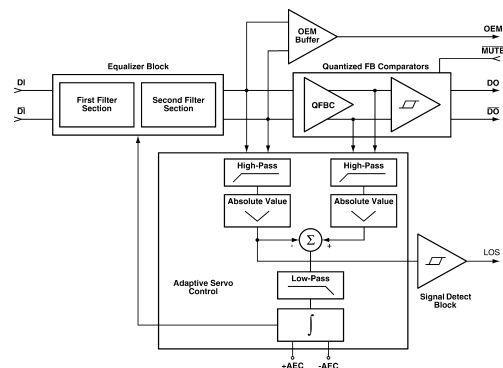 OEM
OEM
Buffer
MUTE
Equalizer Block
Quantized FB Comparators
DI
First Filter
Section
Second Filter
Section
QFBC
DO
DI
DO
High-Pass
High-Pass
Absolute Value
Absolute Value
Σ
- +
LOS
Adaptive Servo
Control
Low-Pass
Signal Detect
Block
∫
+AEC -AEC